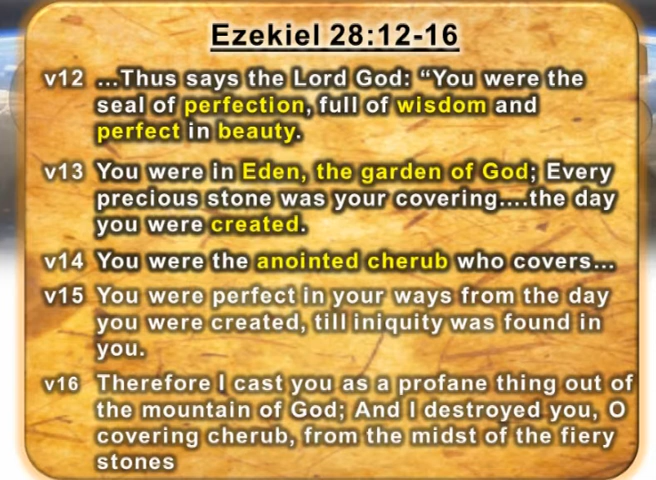 Ezekiel 28:12-16
v12 ...Thus says the Lord God: “You were the
seal of perfection, full of wisdom and
perfect in beauty.
v13 You were in Eden, the garden of God; Every
precious stone was your covering....the day
you were created.
v14 You were the anointed cherub who covers...
v15 You were perfect in your ways from the day
you were created, till iniquity was found in
you.
v16 Therefore I cast you as a profane thing out of
the mountain of God; And I destroyed you, O
covering cherub, from the midst of the fiery
stones